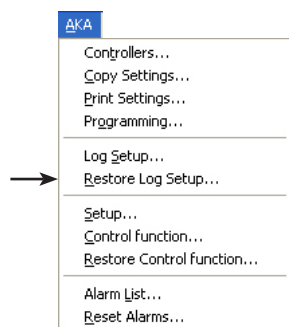 AKA
Controllers...
Copy Settings...
Print Settings...
Programming...
Log Setup...
Restore Log Setup...
Setup...
Control function...
Restore Control function...
Alarm List...
Reset Alarms...